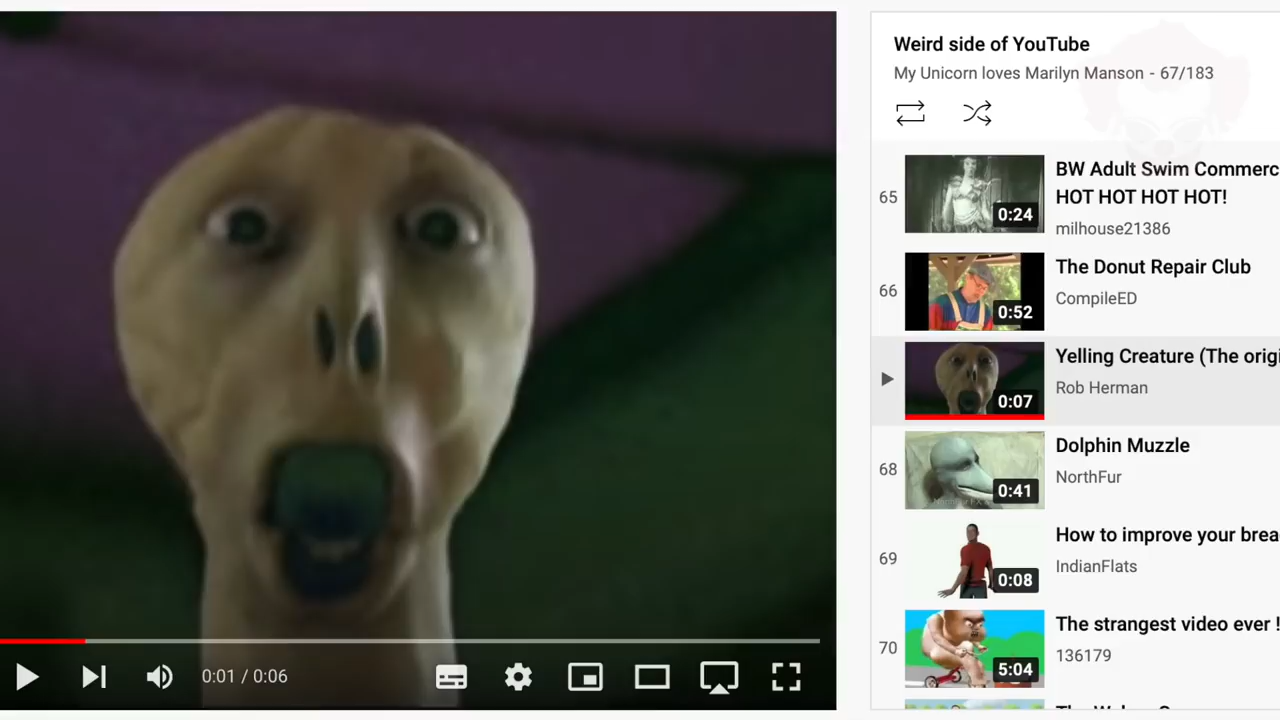 Weird side of YouTube
My Unicorn loves Marilyn Manson - 67/183
65
0:24
BW Adult Swim Commerc
HOT HOT HOT HOT!
milhouse21386
66
0:52
The Donut Repair Club
CompileED
0:07
Yelling Creature (The origi
Rob Herman
68
0:41
Dolphin Muzzle
NorthFur
69
0:08
How to improve your brea
IndianFlats
70
5:04
The strangest video ever !
136179
0:01 / 0:06